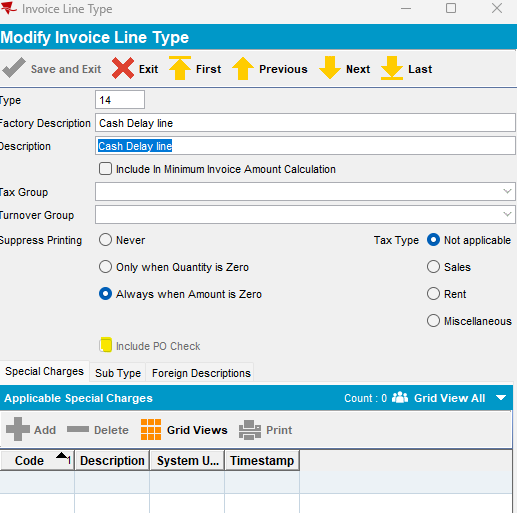 Invoice Line Type
Modify Invoice Line Type
Save and Exit Exit First Previous Next Last
Type 14
Factory Description Cash Delay line
Description Cash Delay line
Include In Minimum Invoice Amount Calculation
Tax Group
Turnover Group
Suppress Printing Never Tax Type Not applicable
Only when Quantity is Zero Sales
Always when Amount is Zero Rent
Miscellaneous
Include PO Check
Special Charges Sub Type Foreign Descriptions
Applicable Special Charges Count : 0 Grid View All
Add Delete Grid Views Print
Code 1 Description System U... Timestamp